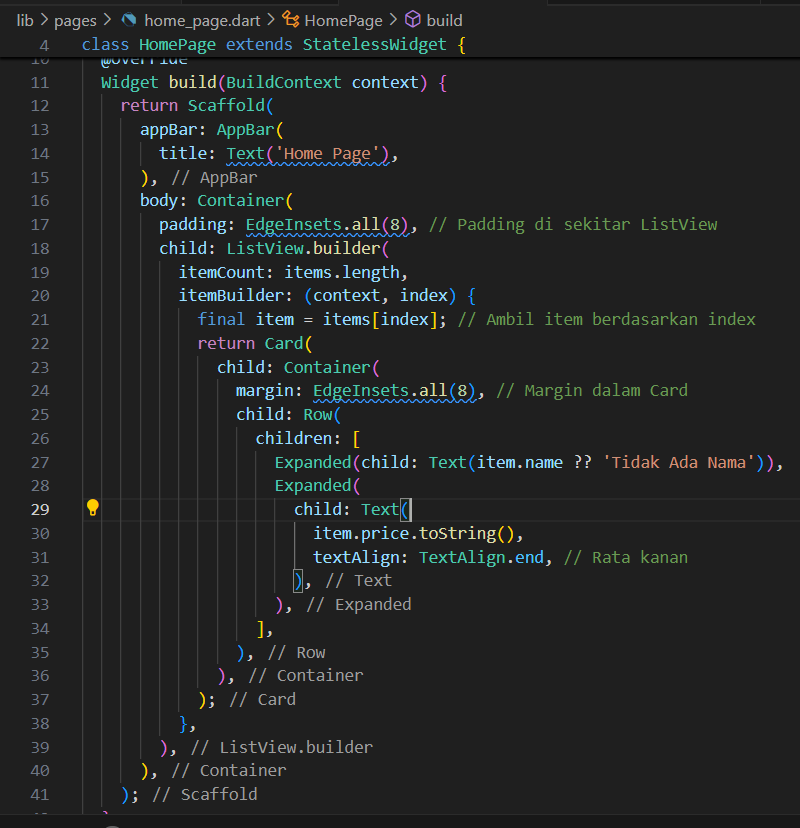 lib > pages > home_page.dart > HomePage > build
4 class HomePage extends StatelessWidget {
10 @override
11 Widget build(BuildContext context) {
12 return Scaffold(
13 appBar: AppBar(
14 title: Text('Home Page'),
15 ), // AppBar
16 body: Container(
17 padding: EdgeInsets.all(8), // Padding di sekitar ListView
18 child: ListView.builder(
19 itemCount: items.length,
20 itemBuilder: (context, index) {
21 final item = items[index]; // Ambil item berdasarkan index
22 return Card(
23 child: Container(
24 margin: EdgeInsets.all(8), // Margin dalam Card
25 child: Row(
26 children: [
27 Expanded(child: Text(item.name ?? 'Tidak Ada Nama')),
28 Expanded(
29 child: Text(
30 item.price.toString(),
31 textAlign: TextAlign.end, // Rata kanan
32 ), // Text
33 ), // Expanded
34 ],
35 ), // Row
36 ), // Container
37 ); // Card
38 },
39 ), // ListView.builder
40 ), // Container
41 ); // Scaffold